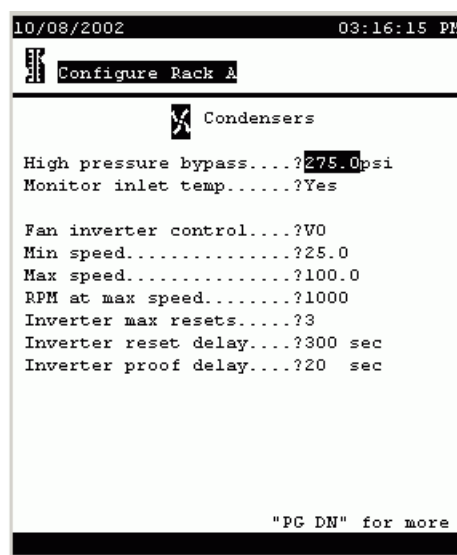 10/08/2002 03:16:15 PM
Configure Rack A
Condensers
High pressure bypass....?275.0psi
Monitor inlet temp......?Yes
Fan inverter control....?VO
Min speed...............?25.0
Max speed...............?100.0
RPM at max speed........?1000
Inverter max resets.....?3
Inverter reset delay....?300 sec
Inverter proof delay....?20 sec
"PG DN" for more